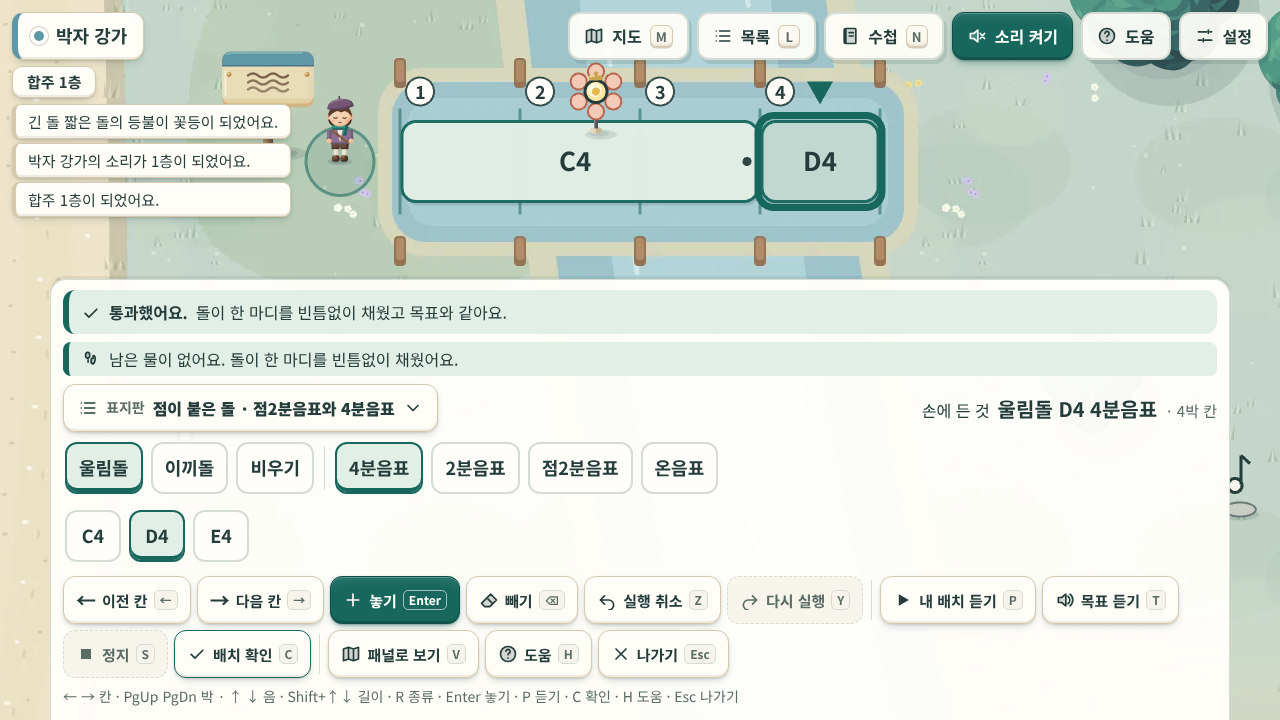 박자 강가
지도 M
목록 L
수첩 N
소리 켜기
도움
설정
합주 1층
긴 돌 짧은 돌의 등불이 꽃등이 되었어요.
박자 강가의 소리가 1층이 되었어요.
합주 1층이 되었어요.
1 2 3 4
C4 D4
통과했어요. 돌이 한 마디를 빈틈없이 채웠고 목표와 같아요.
남은 물이 없어요. 돌이 한 마디를 빈틈없이 채웠어요.
표지판 점이 붙은 돌 · 점2분음표와 4분음표
손에 든 것 울림돌 D4 4분음표 · 4박 칸
울림돌 이끼돌 비우기 4분음표 2분음표 점2분음표 온음표
C4 D4 E4
← 이전 칸 ← → 다음 칸 → + 놓기 Enter 빼기 ⌫ 실행 취소 Z 다시 실행 Y 내 배치 듣기 P 목표 듣기 T
정지 S 배치 확인 C 패널로 보기 V 도움 H 나가기 Esc
← → 칸 · PgUp PgDn 박 · ↑ ↓ 음 · Shift+↑ ↓ 길이 · R 종류 · Enter 놓기 · P 듣기 · C 확인 · H 도움 · Esc 나가기